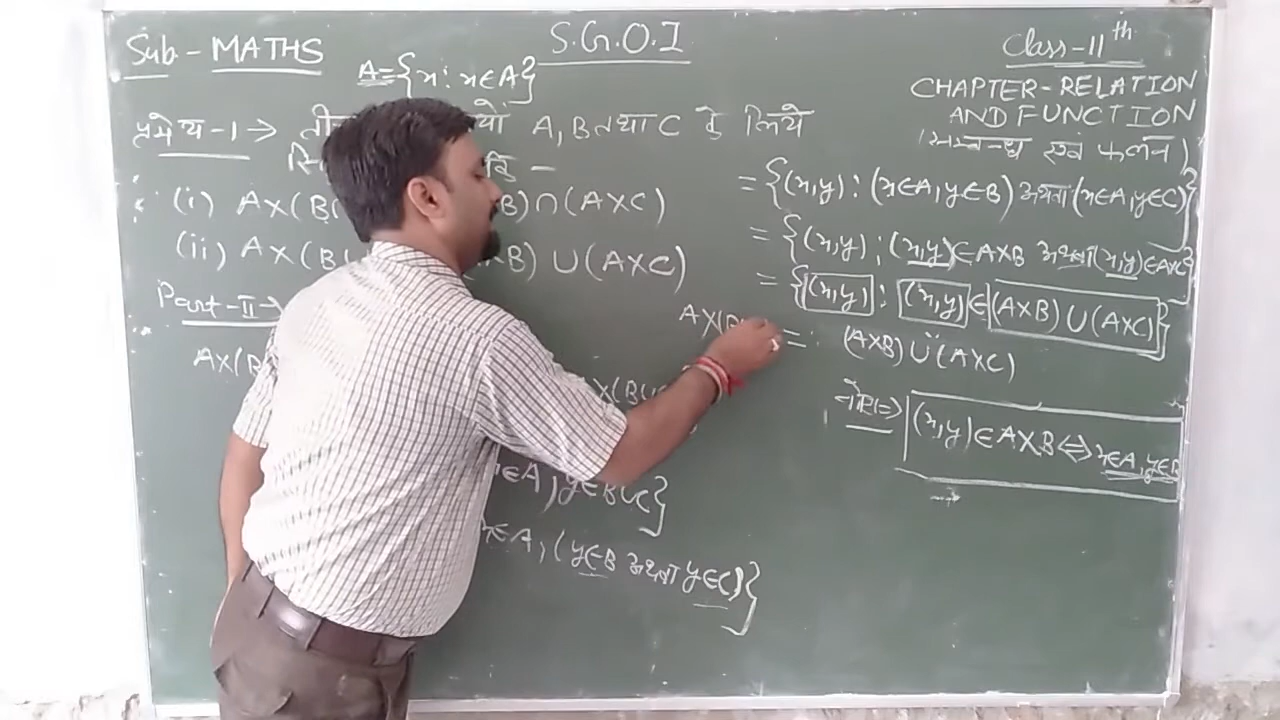 Sub - MATHS
S.G.O.I
Class-11th
A={x : x∈A}
CHAPTER-RELATION
AND FUNCTION
(सम्बन्ध एवं फलन)
प्रमेय-1→ A, B तथा C के लिये
(i) A×(B B)∩(A×C)
(ii) A×(B∪ ×B) ∪(A×C)
Part-II→
A×(B
×(B∪
x∈A, y∈B∪C}
x∈A, (y∈B अथवा y∈C)}
={(x,y) : (x∈A, y∈B) अथवा (x∈A, y∈C)}
={(x,y) : (x,y)∈A×B अथवा (x,y)∈A×C}
={(x,y) : (x,y)∈(A×B)∪(A×C)}
A×(B = (A×B)∪(A×C)
नोट⇒ (x,y)∈A×B⇔x∈A, y∈B
→